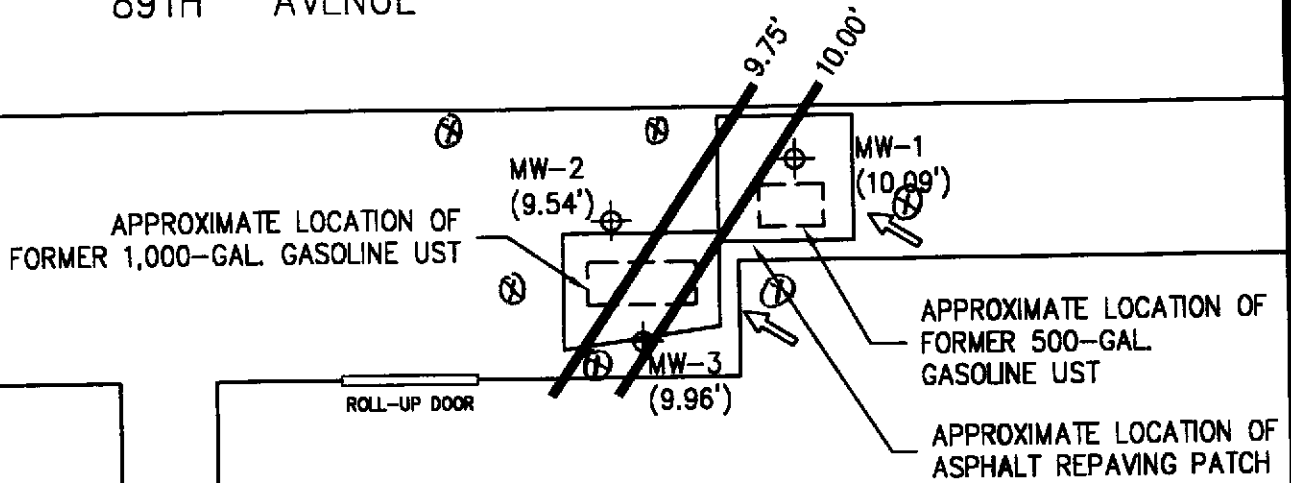 89TH AVENUE
9.75'
10.00'
MW-2
(9.54')
MW-1
(10.09')
APPROXIMATE LOCATION OF
FORMER 1,000-GAL. GASOLINE UST
APPROXIMATE LOCATION OF
FORMER 500-GAL.
GASOLINE UST
MW-3
(9.96')
ROLL-UP DOOR
APPROXIMATE LOCATION OF
ASPHALT REPAVING PATCH